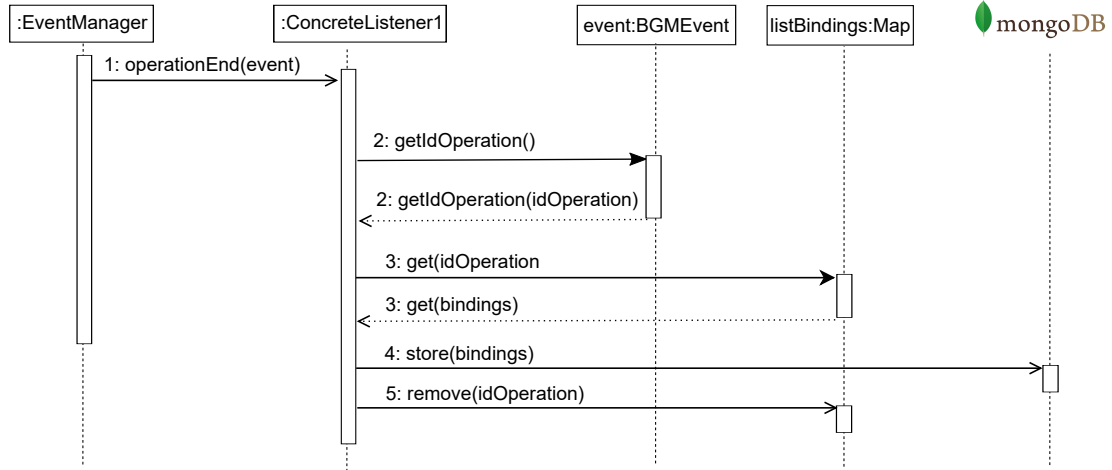 :EventManager
:ConcreteListener1
event:BGMEvent
listBindings:Map
mongoDB
1: operationEnd(event)
2: getIdOperation()
2: getIdOperation(idOperation)
3: get(idOperation
3: get(bindings)
4: store(bindings)
5: remove(idOperation)